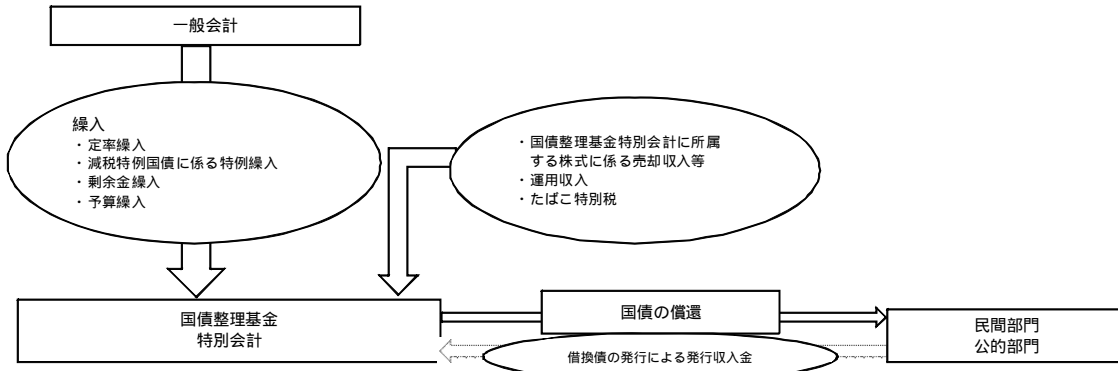 一般会計
繰入
・定率繰入
・減税特例国債に係る特例繰入
・剰余金繰入
・予算繰入
・国債整理基金特別会計に所属
する株式に係る売却収入等
・運用収入
・たばこ特別税
国債整理基金
特別会計
国債の償還
借換債の発行による発行収入金
民間部門
公的部門